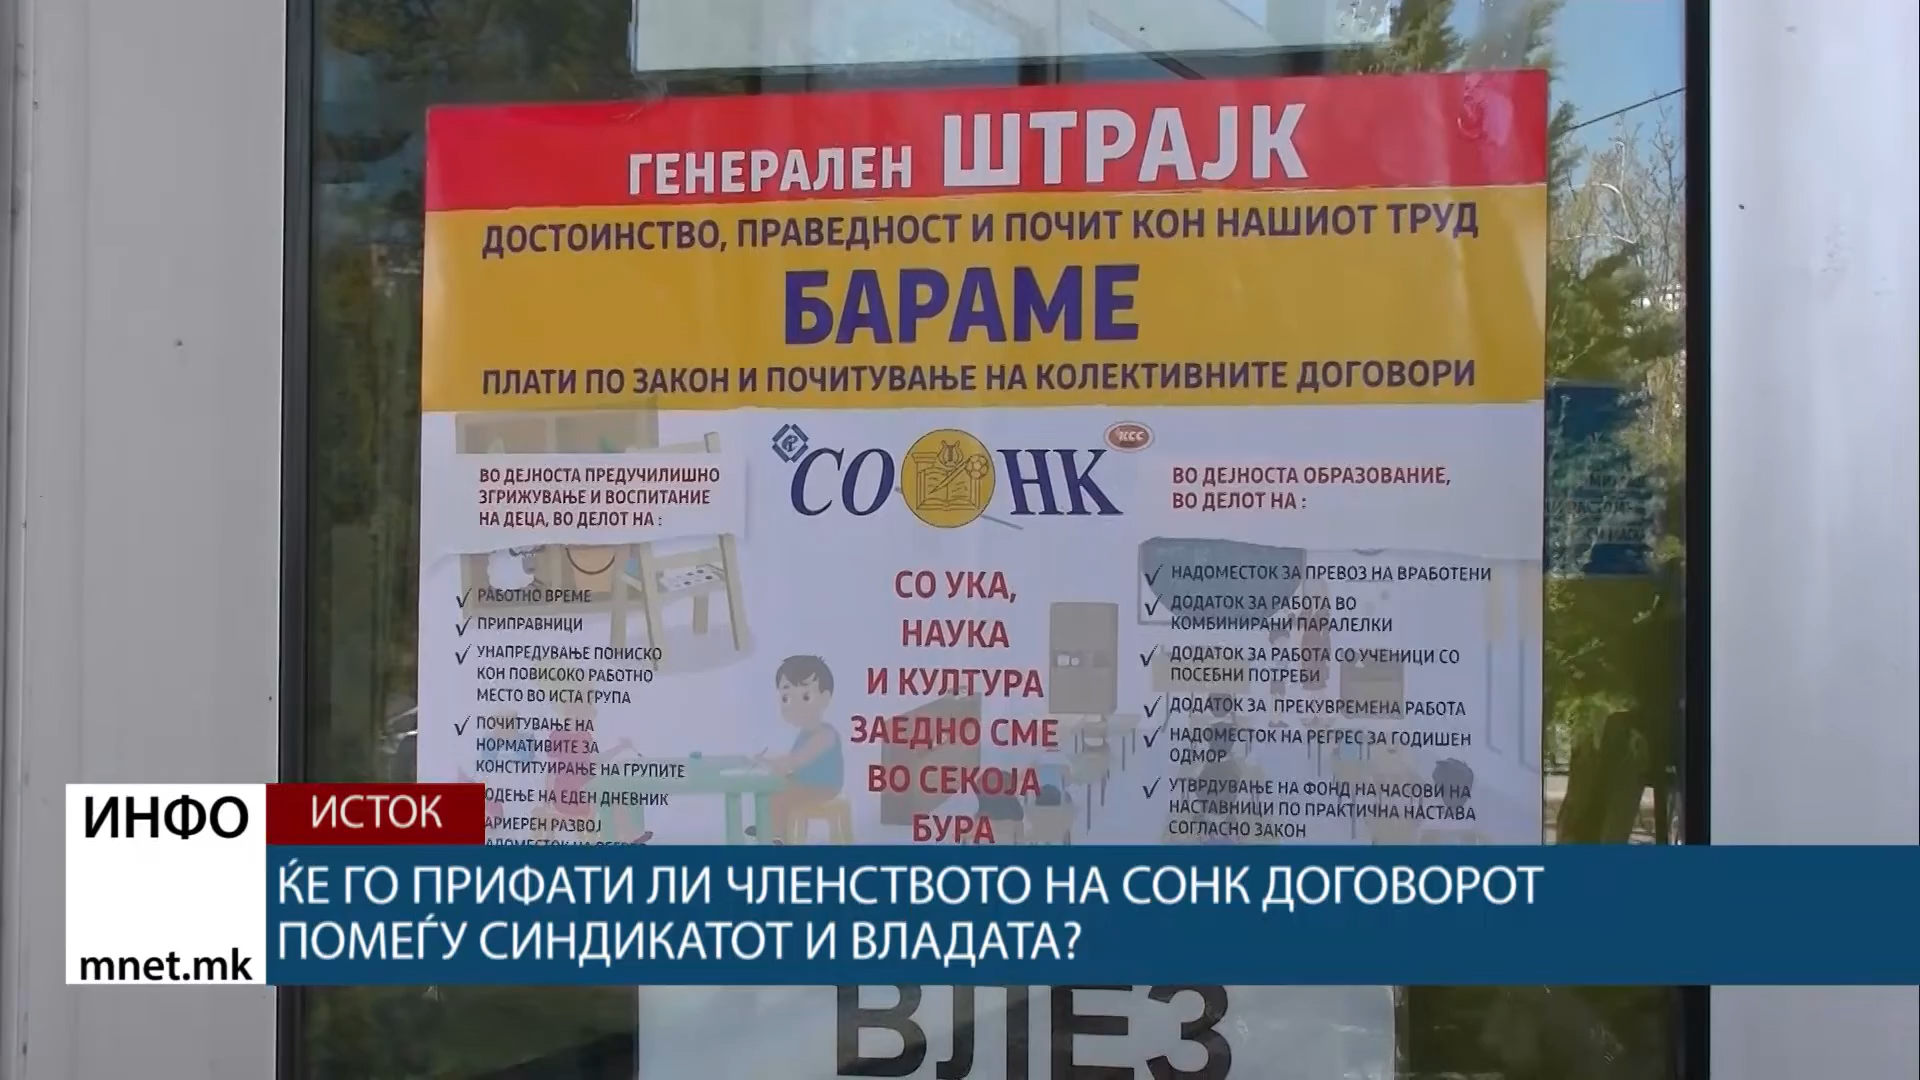 ГЕНЕРАЛЕН ШТРАЈК
ДОСТОИНСТВО, ПРАВЕДНОСТ И ПОЧИТ КОН НАШИОТ ТРУД
БАРАМЕ
ПЛАТИ ПО ЗАКОН И ПОЧИТУВАЊЕ НА КОЛЕКТИВНИТЕ ДОГОВОРИ
СОНК
КСС
ВО ДЕЈНОСТА ПРЕДУЧИЛИШНО
ЗГРИЖУВАЊЕ И ВОСПИТАНИЕ
НА ДЕЦА, ВО ДЕЛОТ НА :
✓ РАБОТНО ВРЕМЕ
✓ ПРИПРАВНИЦИ
✓ УНАПРЕДУВАЊЕ ПОНИСКО
КОН ПОВИСОКО РАБОТНО
МЕСТО ВО ИСТА ГРУПА
✓ ПОЧИТУВАЊЕ НА
НОРМАТИВИТЕ ЗА
КОНСТИТУИРАЊЕ НА ГРУПИТЕ
ОДЕЊЕ НА ЕДЕН ДНЕВНИК
АРИЕРЕН РАЗВОЈ
СО УКА,
НАУКА
И КУЛТУРА
ЗАЕДНО СМЕ
ВО СЕКОЈА
БУРА
ВО ДЕЈНОСТА ОБРАЗОВАНИЕ,
ВО ДЕЛОТ НА :
✓ НАДОМЕСТОК ЗА ПРЕВОЗ НА ВРАБОТЕНИ
✓ ДОДАТОК ЗА РАБОТА ВО
КОМБИНИРАНИ ПАРАЛЕЛКИ
✓ ДОДАТОК ЗА РАБОТА СО УЧЕНИЦИ СО
ПОСЕБНИ ПОТРЕБИ
✓ ДОДАТОК ЗА ПРЕКУВРЕМЕНА РАБОТА
✓ НАДОМЕСТОК НА РЕГРЕС ЗА ГОДИШЕН
ОДМОР
✓ УТВРДУВАЊЕ НА ФОНД НА ЧАСОВИ НА
НАСТАВНИЦИ ПО ПРАКТИЧНА НАСТАВА
СОГЛАСНО ЗАКОН
ИНФО
ИСТОК
ЌЕ ГО ПРИФАТИ ЛИ ЧЛЕНСТВОТО НА СОНК ДОГОВОРОТ
ПОМЕЃУ СИНДИКАТОТ И ВЛАДАТА?
mnet.mk
ВЛЕЗ